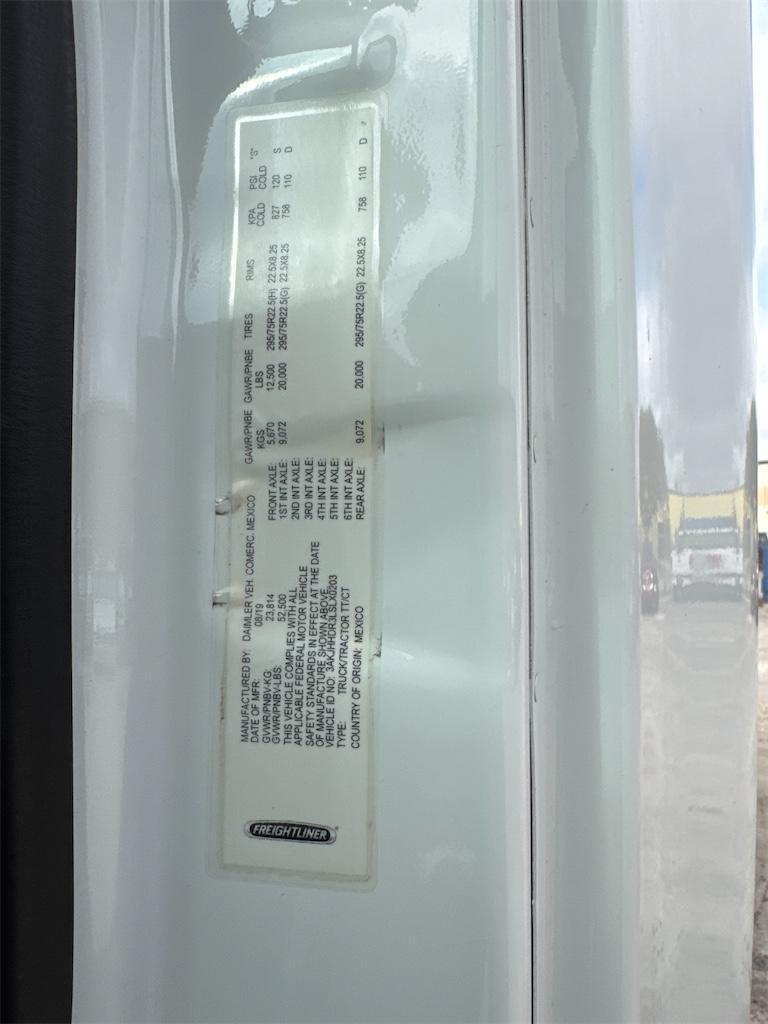 FREIGHTLINER
MANUFACTURED BY: DAIMLER VEH. COMERC. MEXICO
DATE OF MFR: 08/19
GVWR/PNBV-KG: 23,814
GVWR/PNBV-LBS: 52,500
THIS VEHICLE COMPLIES WITH ALL
APPLICABLE FEDERAL MOTOR VEHICLE
SAFETY STANDARDS IN EFFECT AT THE DATE
OF MANUFACTURE SHOWN ABOVE.
VEHICLE ID NO: 3AKJHHDR3LSLX0203
TYPE: TRUCK/TRACTOR TT/CT
COUNTRY OF ORIGIN: MEXICO
GAWR/PNBE GAWR/PNBE TIRES RIMS KPA PSI "S"
KGS LBS COLD COLD
FRONT AXLE: 5,670 12,500 295/75R22.5(H) 22.5X8.25 827 120 S
1ST INT AXLE: 9,072 20,000 295/75R22.5(G) 22.5X8.25 758 110 D
2ND INT AXLE:
3RD INT AXLE:
4TH INT AXLE:
5TH INT AXLE:
6TH INT AXLE:
REAR AXLE: 9,072 20,000 295/75R22.5(G) 22.5X8.25 758 110 D